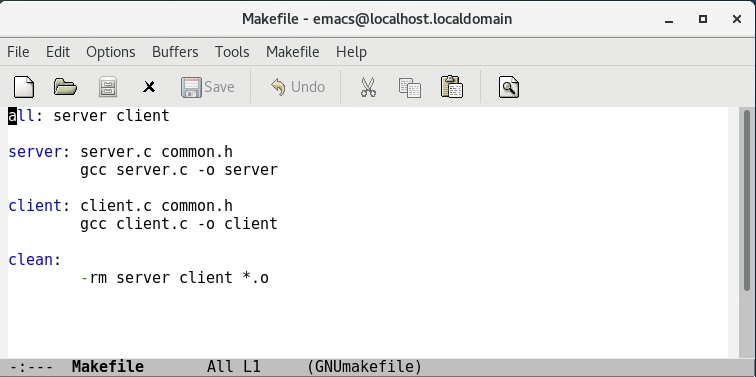 Makefile - emacs@localhost.localdomain
File Edit Options Buffers Tools Makefile Help
Save Undo
all: server client
server: server.c common.h
gcc server.c -o server
client: client.c common.h
gcc client.c -o client
clean:
-rm server client *.o
-:--- Makefile All L1 (GNUmakefile)